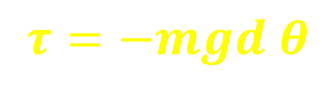 τ = −mgd θ